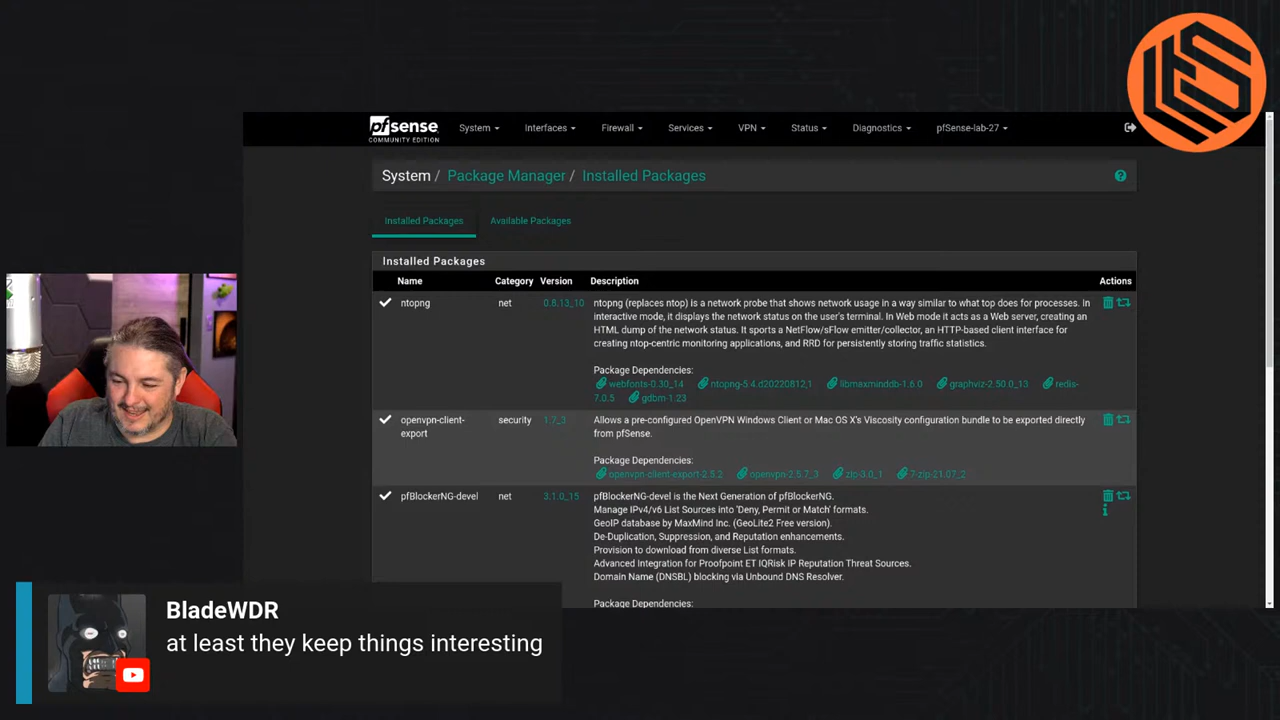 pfsense
COMMUNITY EDITION
System Interfaces Firewall Services VPN Status Diagnostics pfSense-lab-27
System / Package Manager / Installed Packages
Installed Packages Available Packages
Installed Packages
Name Category Version Description Actions
ntopng net 0.8.13_10 ntopng (replaces ntop) is a network probe that shows network usage in a way similar to what top does for processes. In
interactive mode, it displays the network status on the user's terminal. In Web mode it acts as a Web server, creating an
HTML dump of the network status. It sports a NetFlow/sFlow emitter/collector, an HTTP-based client interface for
creating ntop-centric monitoring applications, and RRD for persistently storing traffic statistics.
Package Dependencies:
webfonts-0.30_14 ntopng-5.4.d20220812,1 libmaxminddb-1.6.0 graphviz-2.50.0_13 redis-
7.0.5 gdbm-1.23
openvpn-client- security 1.7_3 Allows a pre-configured OpenVPN Windows Client or Mac OS X's Viscosity configuration bundle to be exported directly
export from pfSense.
Package Dependencies:
openvpn-client-export-2.5.2 openvpn-2.5.7_3 zip-3.0_1 7-zip-21.07_2
pfBlockerNG-devel net 3.1.0_15 pfBlockerNG-devel is the Next Generation of pfBlockerNG.
Manage IPv4/v6 List Sources into 'Deny, Permit or Match' formats.
GeoIP database by MaxMind Inc. (GeoLite2 Free version).
De-Duplication, Suppression, and Reputation enhancements.
Provision to download from diverse List formats.
Advanced Integration for Proofpoint ET IQRisk IP Reputation Threat Sources.
Domain Name (DNSBL) blocking via Unbound DNS Resolver.
Package Dependencies:
BladeWDR
at least they keep things interesting